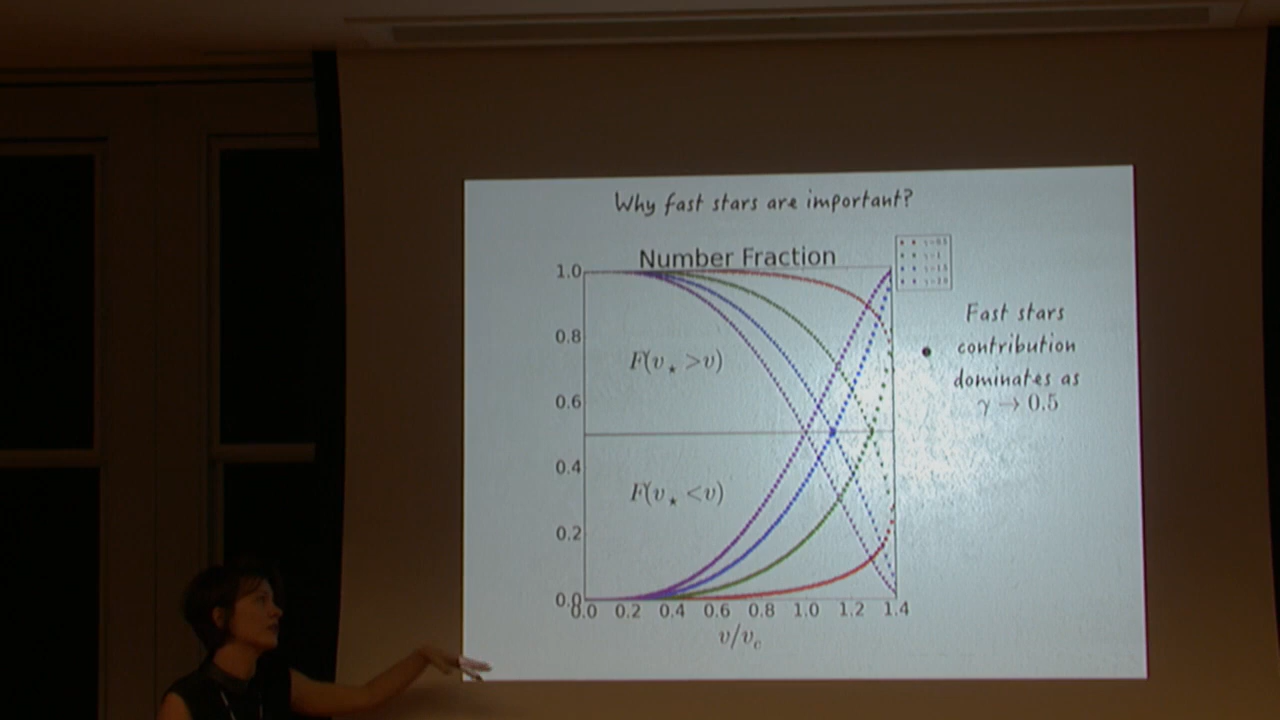 Why fast stars are important?
Number Fraction
1.0
0.8
0.6
0.4
0.2
0.0
F(v⋆ >v)
F(v⋆ <v)
0.0 0.2 0.4 0.6 0.8 1.0 1.2 1.4
v/v_c
Fast stars
contribution
dominates as
γ → 0.5